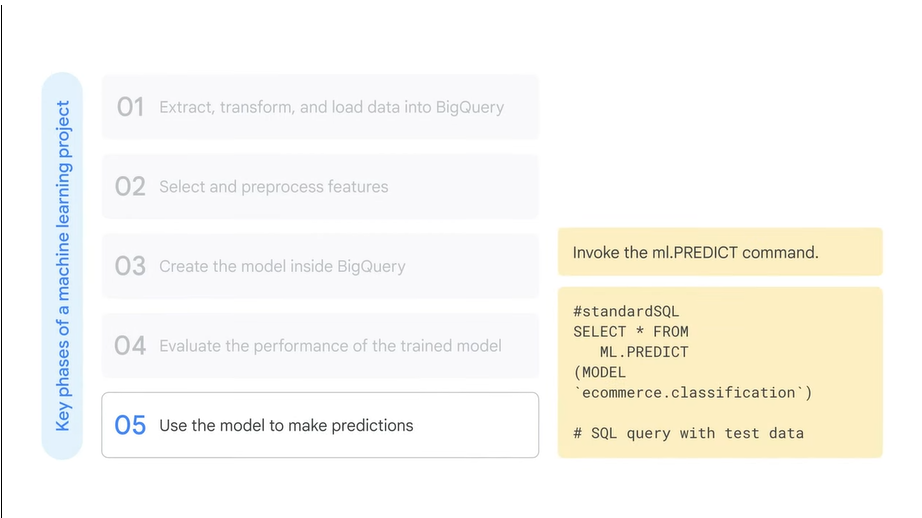 Key phases of a machine learning project
01 Extract, transform, and load data into BigQuery
02 Select and preprocess features
03 Create the model inside BigQuery
04 Evaluate the performance of the trained model
05 Use the model to make predictions
Invoke the ml.PREDICT command.
#standardSQL
SELECT * FROM
   ML.PREDICT
(MODEL
`ecommerce.classification`)
# SQL query with test data